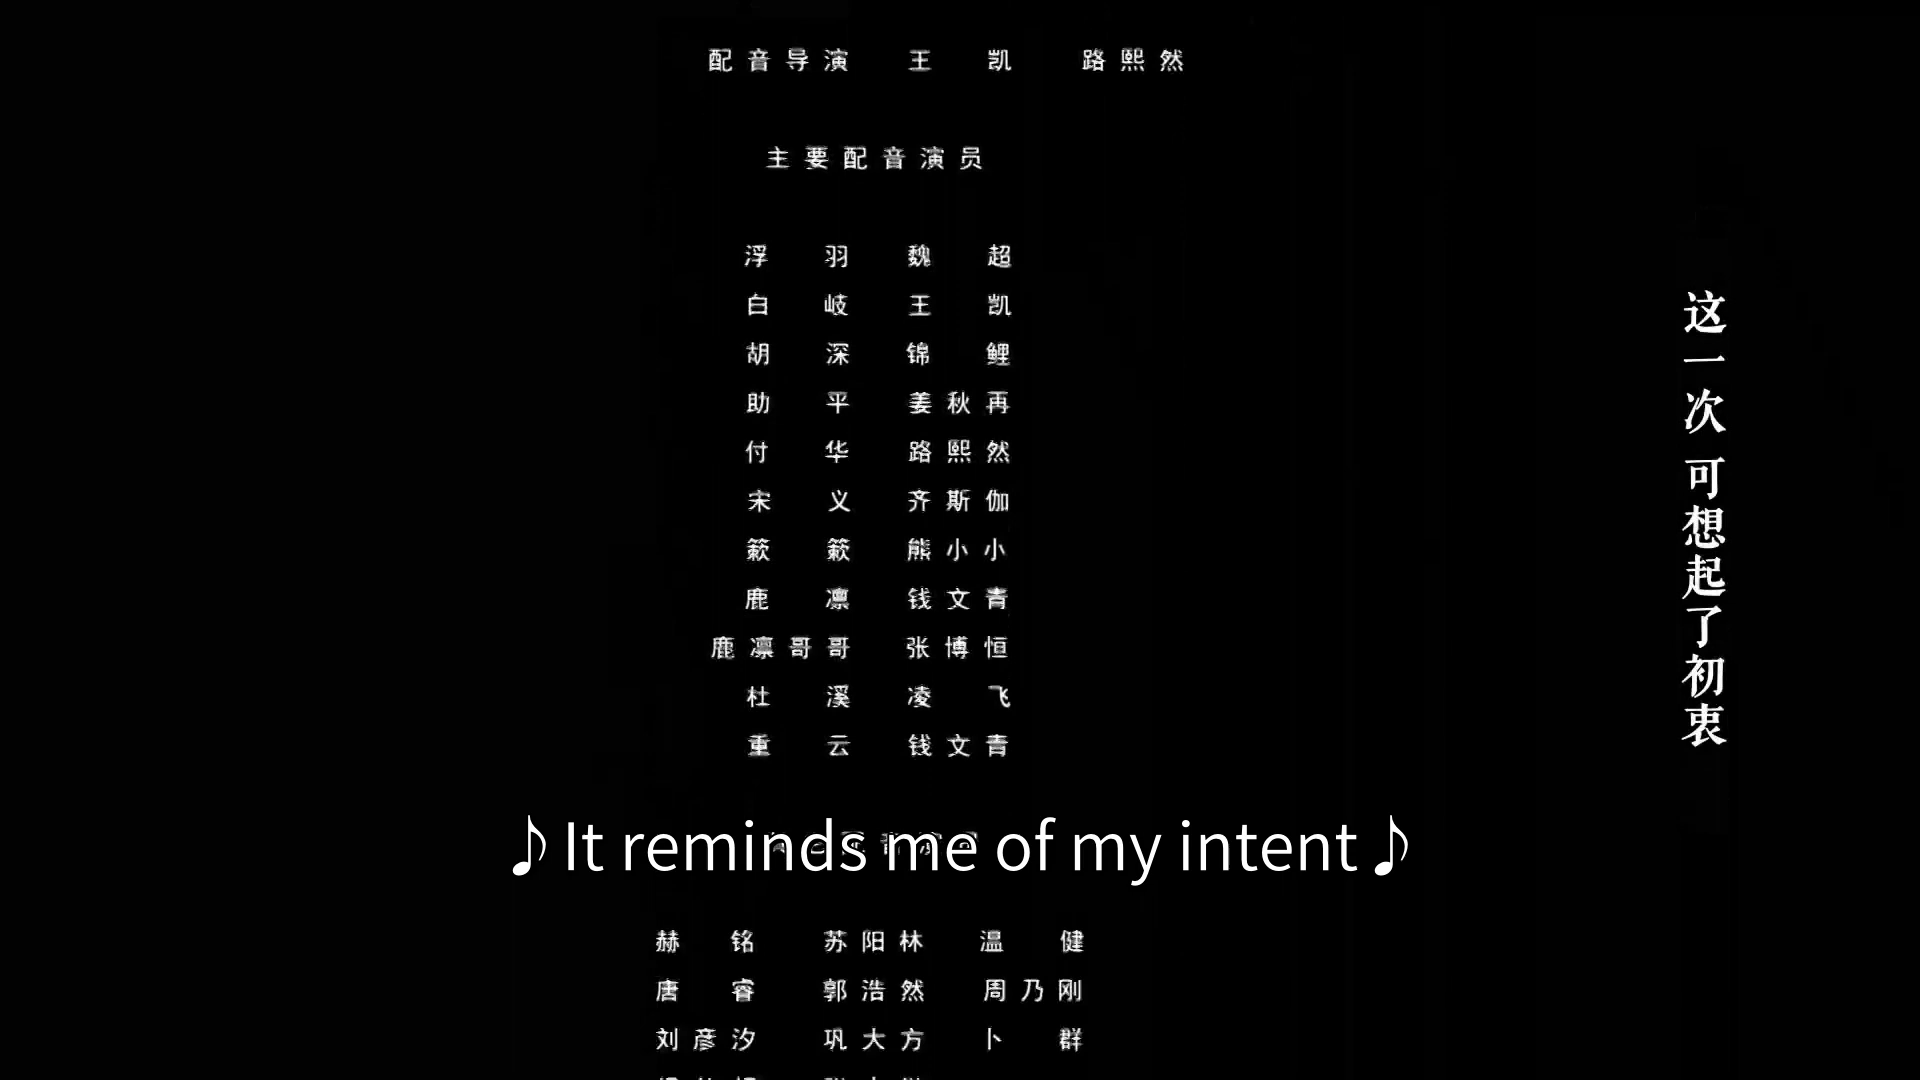 配音导演 王凯 路熙然
主要配音演员
浮羽 魏超
白岐 王凯
胡深 锦鲤
助平 姜秋再
付华 路熙然
宋义 齐斯伽
簌簌 熊小小
鹿凛 钱文青
鹿凛哥哥 张博恒
杜溪 凌飞
重云 钱文青
♪It reminds me of my intent♪
赫铭 苏阳林 温健
唐睿 郭浩然 周乃刚
刘彦汐 巩大方 卜群
这一次 可想起了初衷